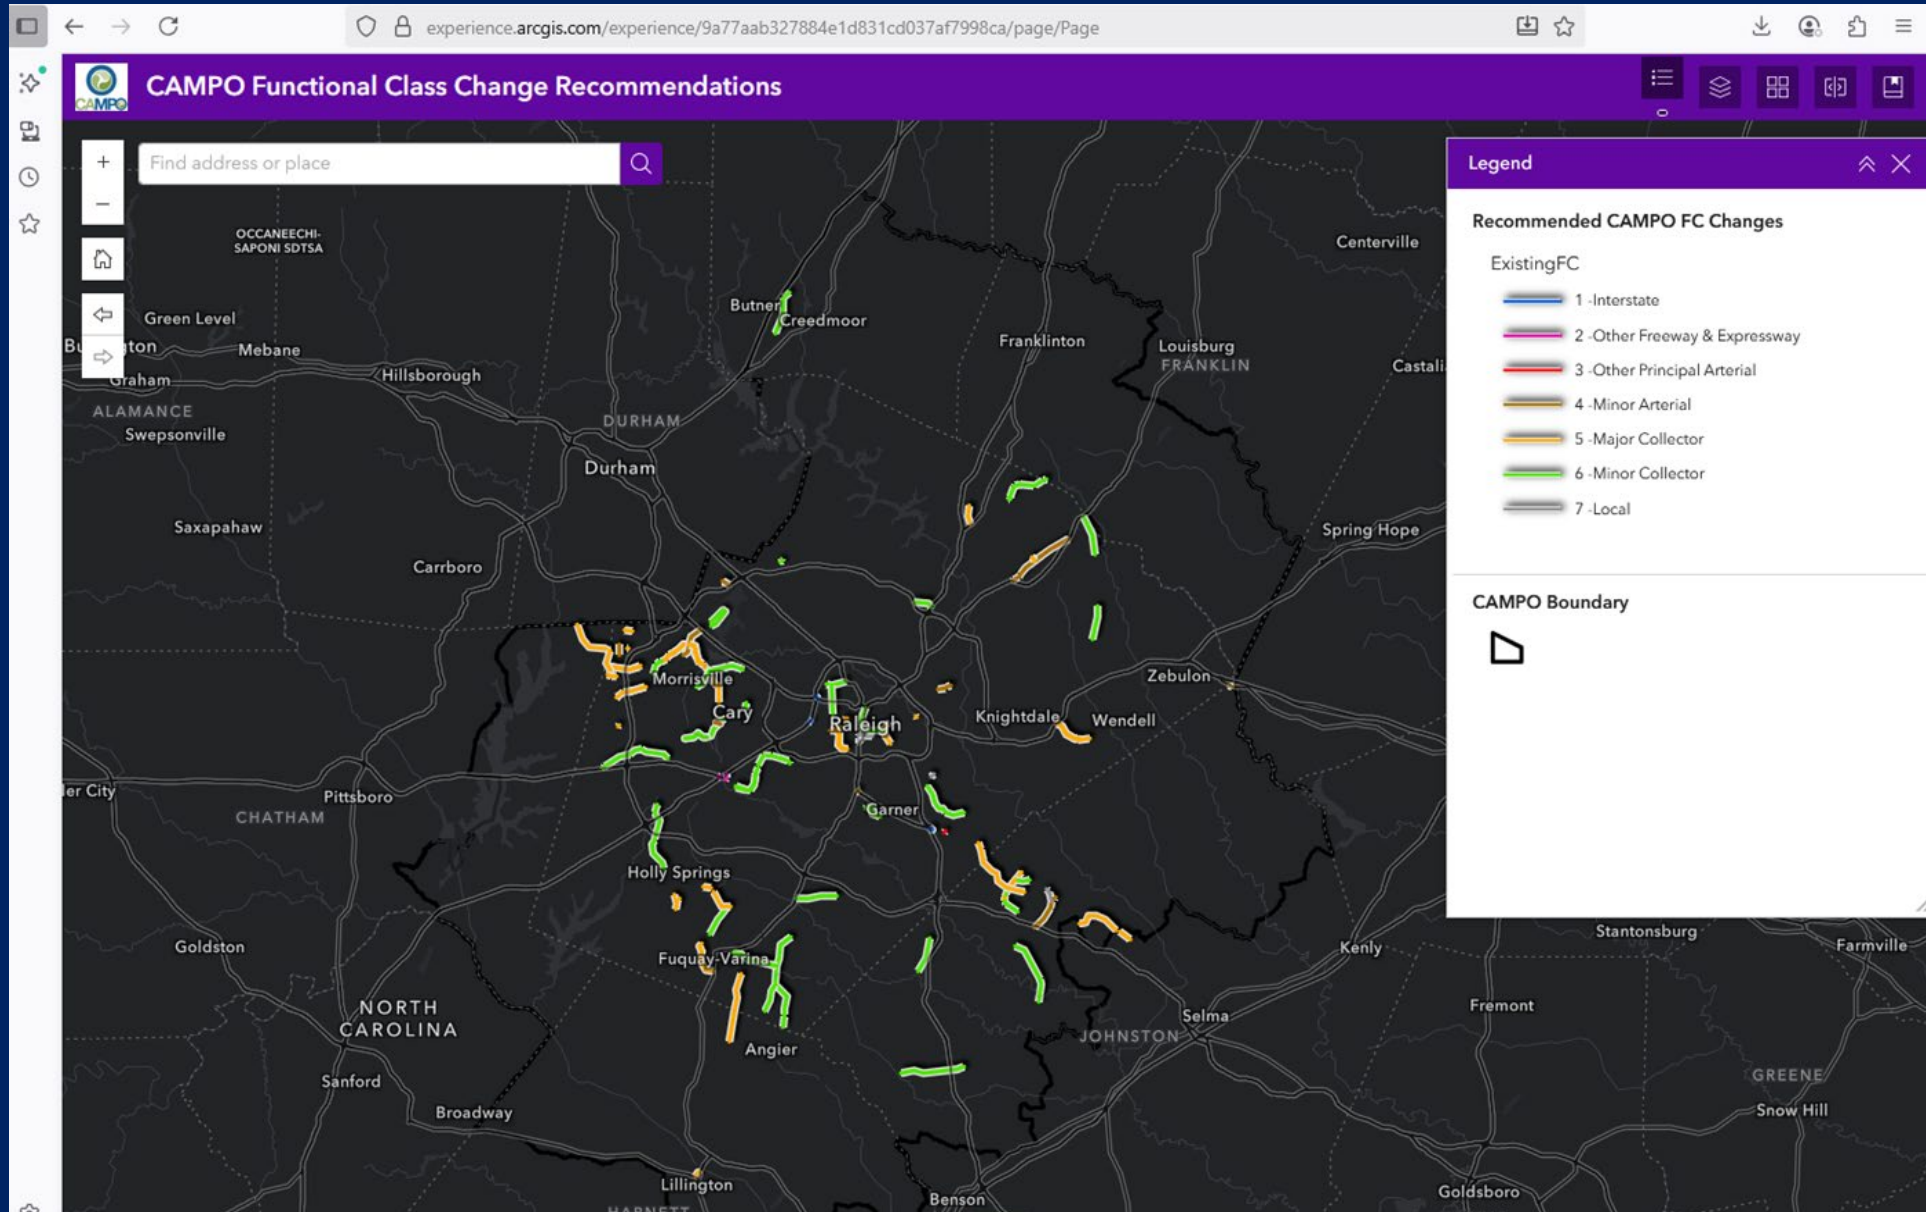 experience.arcgis.com/experience/9a77aab327884e1d831cd037af7998ca/page/Page
CAMPO
CAMPO Functional Class Change Recommendations
Find address or place
Legend
Recommended CAMPO FC Changes
ExistingFC
1 -Interstate
2 -Other Freeway & Expressway
3 -Other Principal Arterial
4 -Minor Arterial
5 -Major Collector
6 -Minor Collector
7 -Local
CAMPO Boundary
OCCANEECHI-
SAPONI SDTSA
Centerville
Butner
Creedmoor
Green Level
Mebane
Franklinton
Louisburg
FRANKLIN
Graham
Hillsborough
ALAMANCE
Swepsonville
DURHAM
Durham
Saxapahaw
Spring Hope
Carrboro
Morrisville
Zebulon
Cary
Raleigh
Knightdale
Wendell
Pittsboro
CHATHAM
Garner
Holly Springs
Goldston
Fuquay-Varina
Kenly
Stantonsburg
Farmville
NORTH
CAROLINA
Fremont
Selma
JOHNSTON
Angier
Sanford
GREENE
Broadway
Snow Hill
Lillington
Benson
Goldsboro
HARNETT